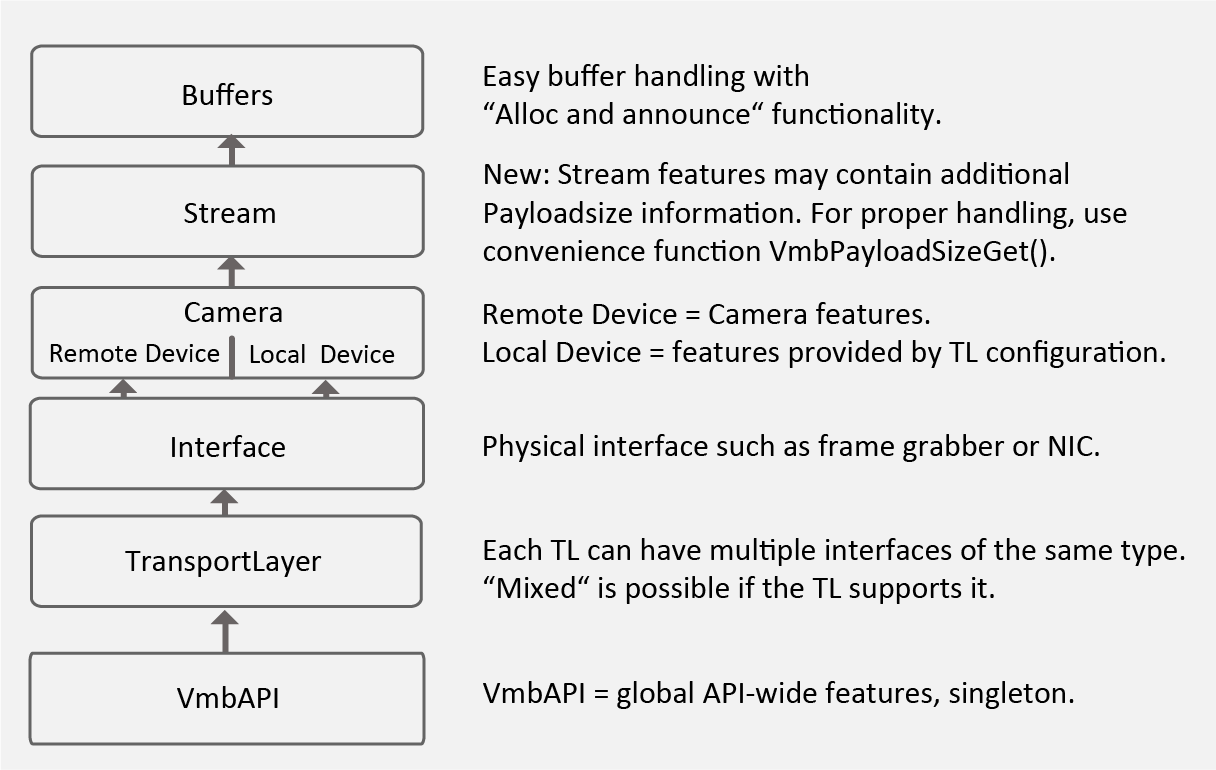 Buffers
Easy buffer handling with
“Alloc and announce“ functionality.
Stream
New: Stream features may contain additional
Payloadsize information. For proper handling, use
convenience function VmbPayloadSizeGet().
Camera
Remote Device Local Device
Remote Device = Camera features.
Local Device = features provided by TL configuration.
Interface
Physical interface such as frame grabber or NIC.
TransportLayer
Each TL can have multiple interfaces of the same type.
“Mixed“ is possible if the TL supports it.
VmbAPI
VmbAPI = global API-wide features, singleton.